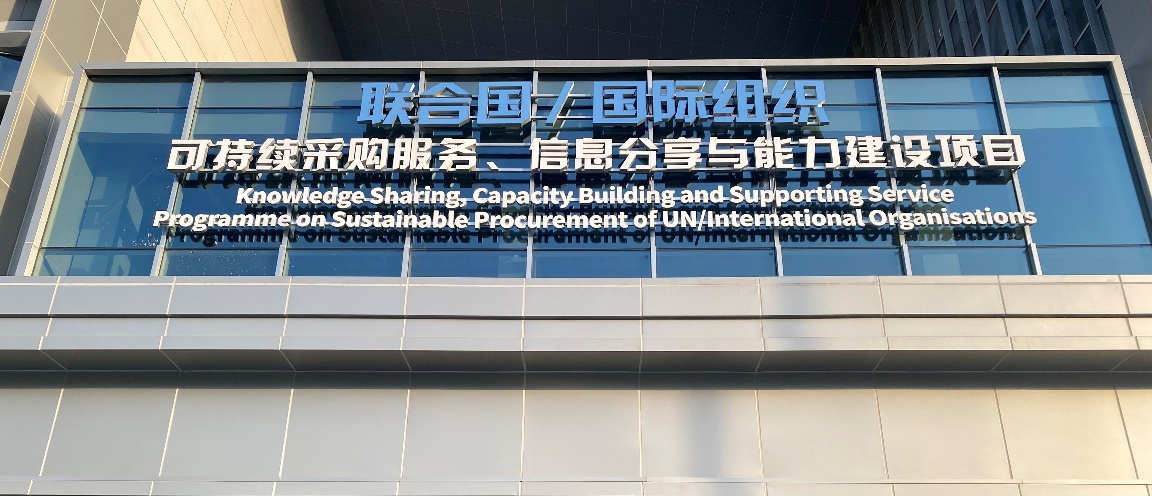 联合国/国际组织
可持续采购服务、信息分享与能力建设项目
Knowledge Sharing, Capacity Building and Supporting Service
Programme on Sustainable Procurement of UN/International Organisations